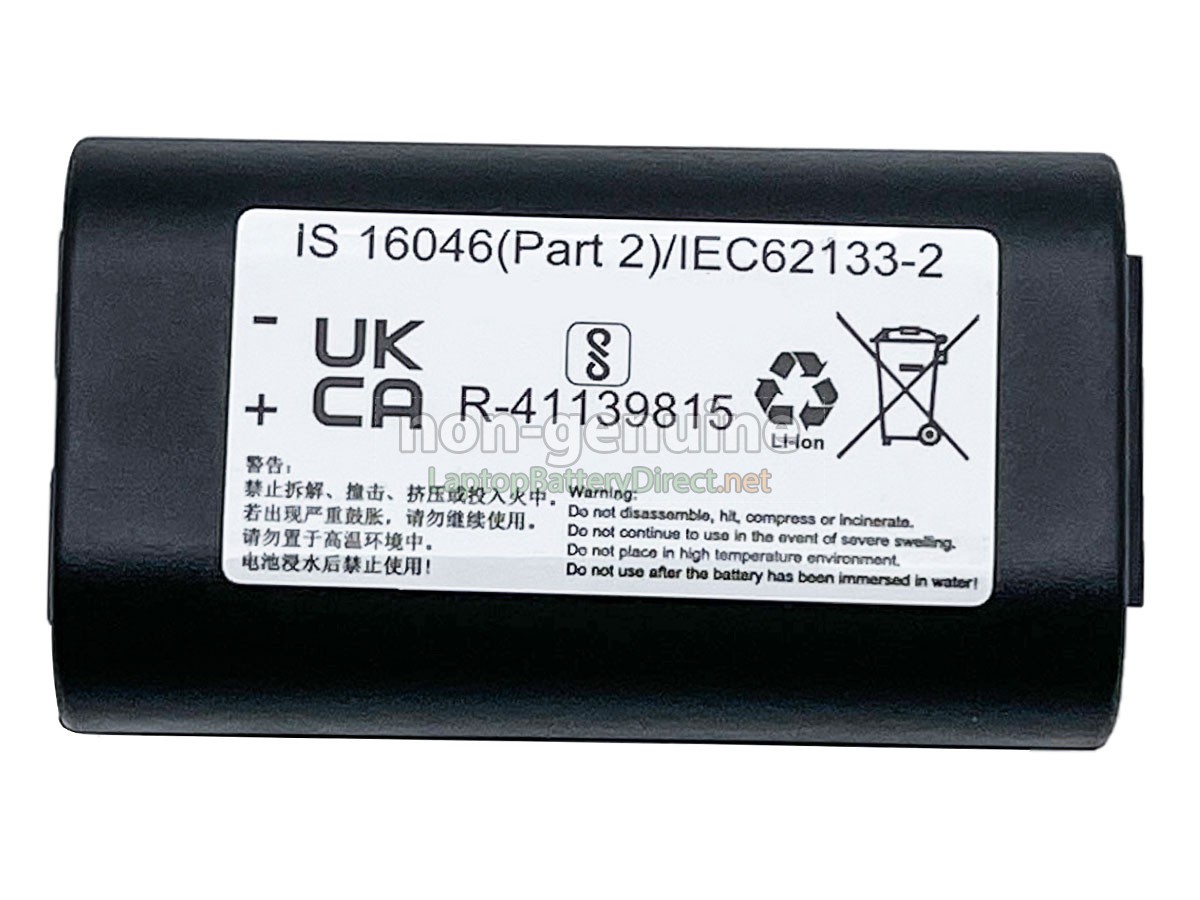 IS 16046(Part 2)/IEC62133-2
-
UK
CA
+
R-41139815
Li-ion
non-genuine
LaptopBatteryDirect.net
警告：
禁止拆解、撞击、挤压或投入火中。
若出现严重鼓胀，请勿继续使用。
请勿置于高温环境中。
电池浸水后禁止使用！
Warning:
Do not disassemble, hit, compress or incinerate.
Do not continue to use in the event of severe swelling.
Do not place in high temperature environment.
Do not use after the battery has been immersed in water!